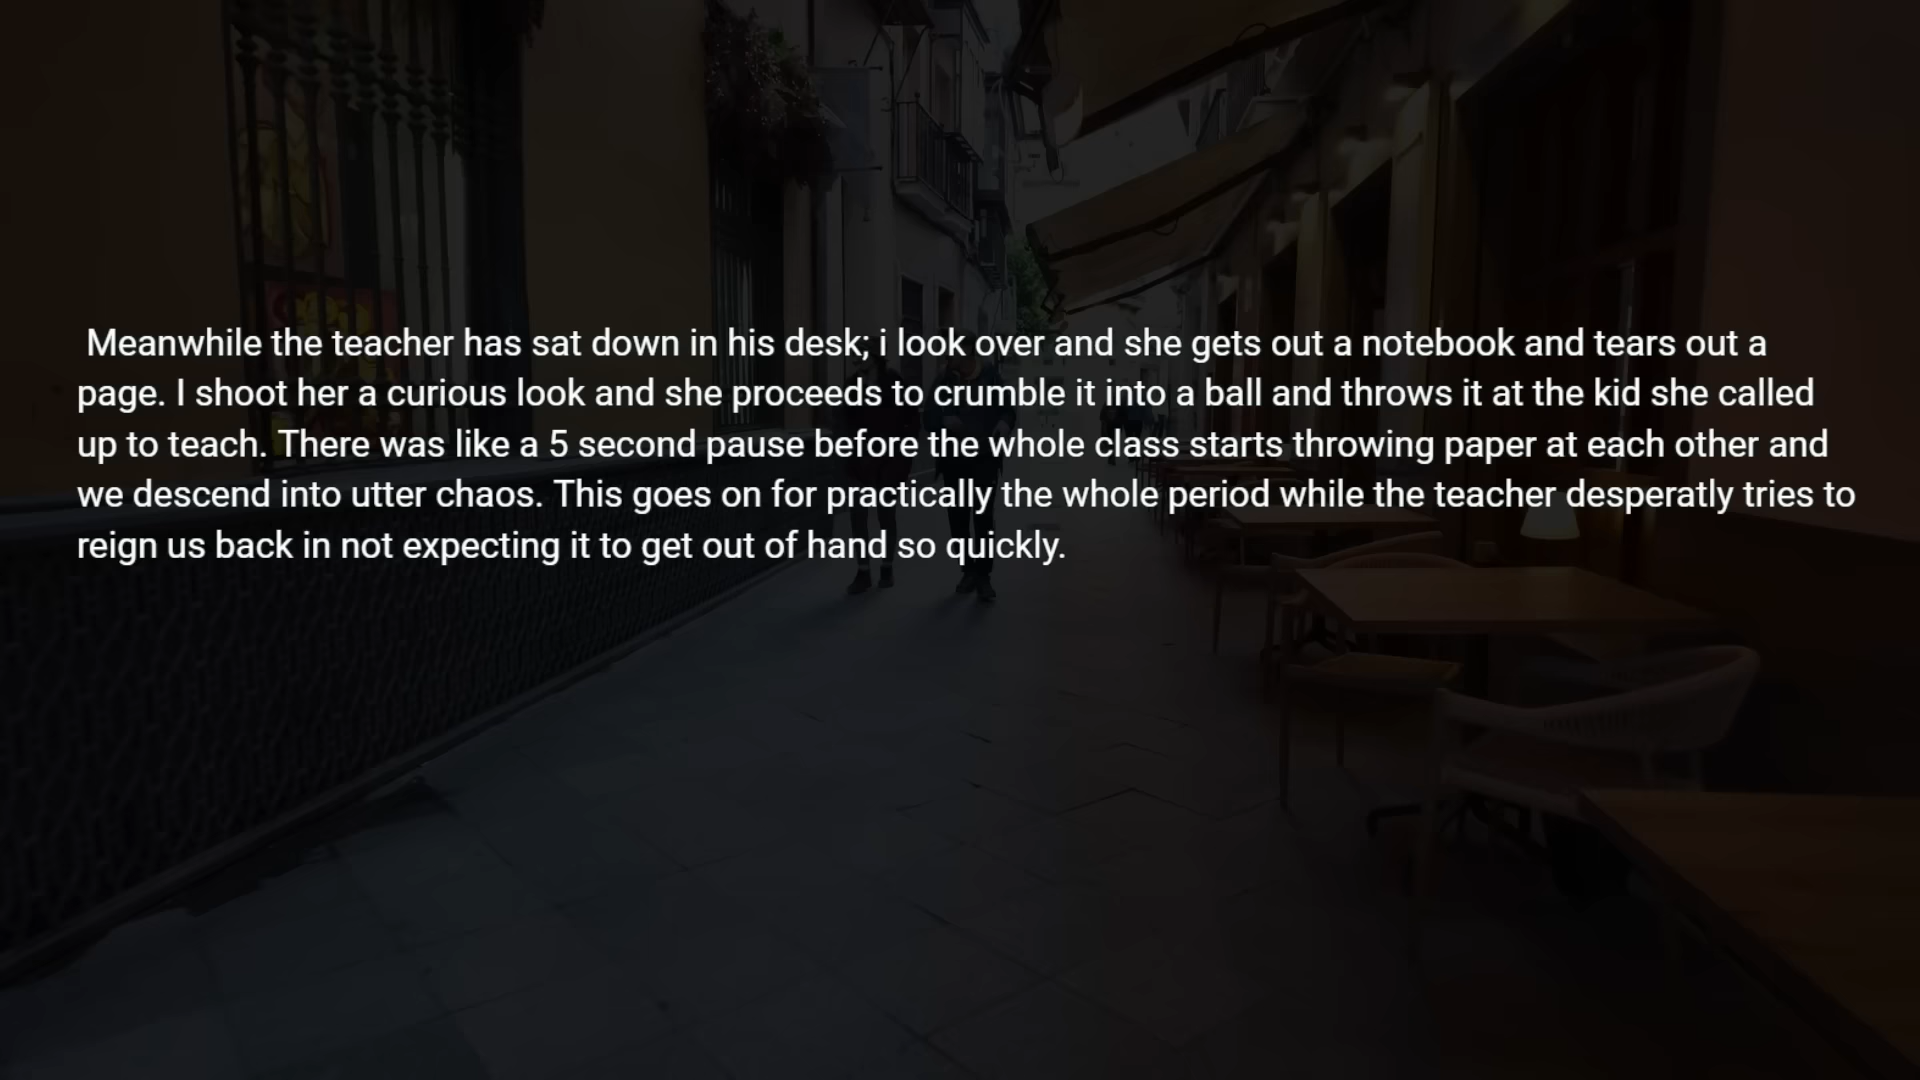 Meanwhile the teacher has sat down in his desk; i look over and she gets out a notebook and tears out a
page. I shoot her a curious look and she proceeds to crumble it into a ball and throws it at the kid she called
up to teach. There was like a 5 second pause before the whole class starts throwing paper at each other and
we descend into utter chaos. This goes on for practically the whole period while the teacher desperatly tries to
reign us back in not expecting it to get out of hand so quickly.